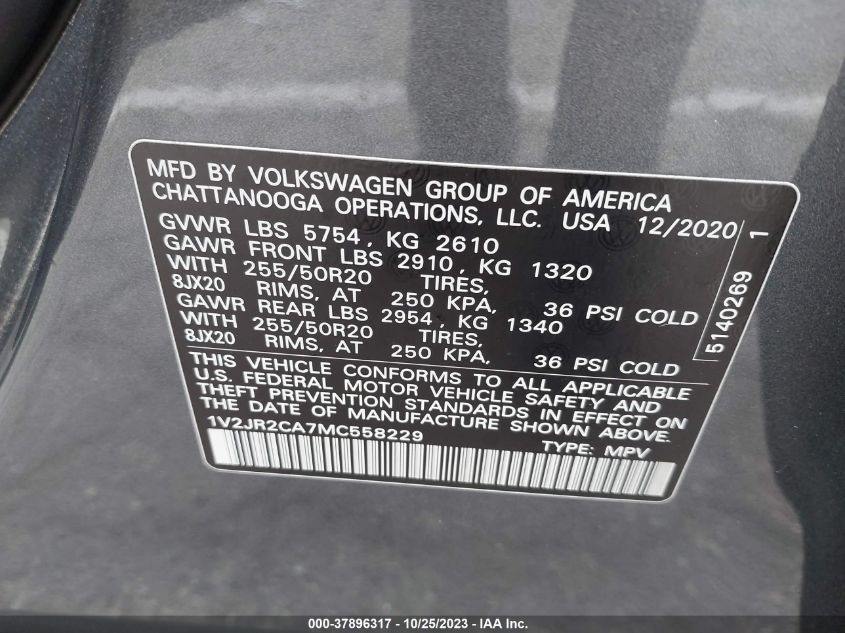 MFD BY VOLKSWAGEN GROUP OF AMERICA
CHATTANOOGA OPERATIONS, LLC. USA 12/2020
GVWR LBS 5754, KG 2610
GAWR FRONT LBS 2910, KG 1320
WITH 255/50R20 TIRES,
8JX20 RIMS, AT 250 KPA, 36 PSI COLD
GAWR REAR LBS 2954, KG 1340
WITH 255/50R20 TIRES,
8JX20 RIMS, AT 250 KPA, 36 PSI COLD
5140269
1
THIS VEHICLE CONFORMS TO ALL APPLICABLE
U.S. FEDERAL MOTOR VEHICLE SAFETY AND
THEFT PREVENTION STANDARDS IN EFFECT ON
THE DATE OF MANUFACTURE SHOWN ABOVE.
1V2JR2CA7MC558229 TYPE: MPV
000-37896317 - 10/25/2023 - IAA Inc.